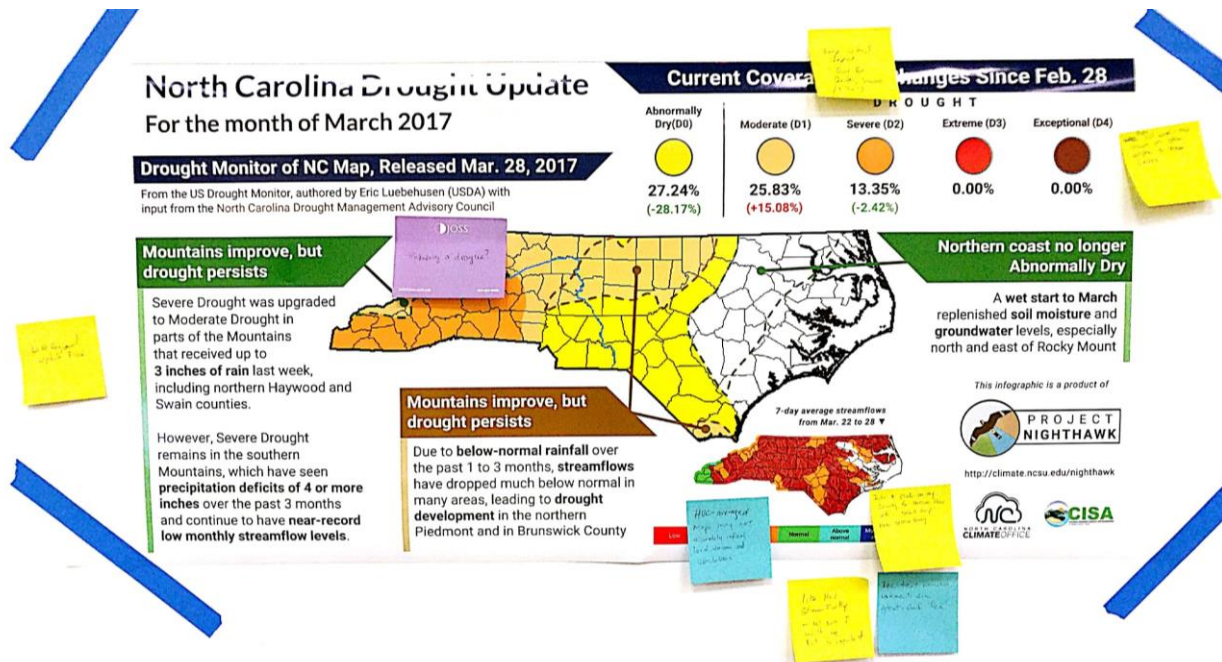 North Carolina Drought Update
For the month of March 2017
Drought Monitor of NC Map, Released Mar. 28, 2017
From the US Drought Monitor, authored by Eric Luebehusen (USDA) with
input from the North Carolina Drought Management Advisory Council
Current Covera hanges Since Feb. 28
DROUGHT
Abnormally
Dry(D0)
27.24%
(-28.17%)
Moderate (D1)
25.83%
(+15.08%)
Severe (D2)
13.35%
(-2.42%)
Extreme (D3)
0.00%
Exceptional (D4)
0.00%
Mountains improve, but
drought persists
Severe Drought was upgraded
to Moderate Drought in
parts of the Mountains
that received up to
3 inches of rain last week,
including northern Haywood and
Swain counties.
However, Severe Drought
remains in the southern
Mountains, which have seen
precipitation deficits of 4 or more
inches over the past 3 months
and continue to have near-record
low monthly streamflow levels.
JOSS
Mountains improve, but
drought persists
Due to below-normal rainfall over
the past 1 to 3 months, streamflows
have dropped much below normal in
many areas, leading to drought
development in the northern
Piedmont and in Brunswick County
Northern coast no longer
Abnormally Dry
A wet start to March
replenished soil moisture and
groundwater levels, especially
north and east of Rocky Mount
7-day average streamflows
from Mar. 22 to 28 ▼
Low
Normal
Above
normal
HUC-averaged
map may not
This infographic is a product of
PROJECT
NIGHTHAWK
http://climate.ncsu.edu/nighthawk
NC
NORTH CAROLINA
CLIMATE OFFICE
CISA